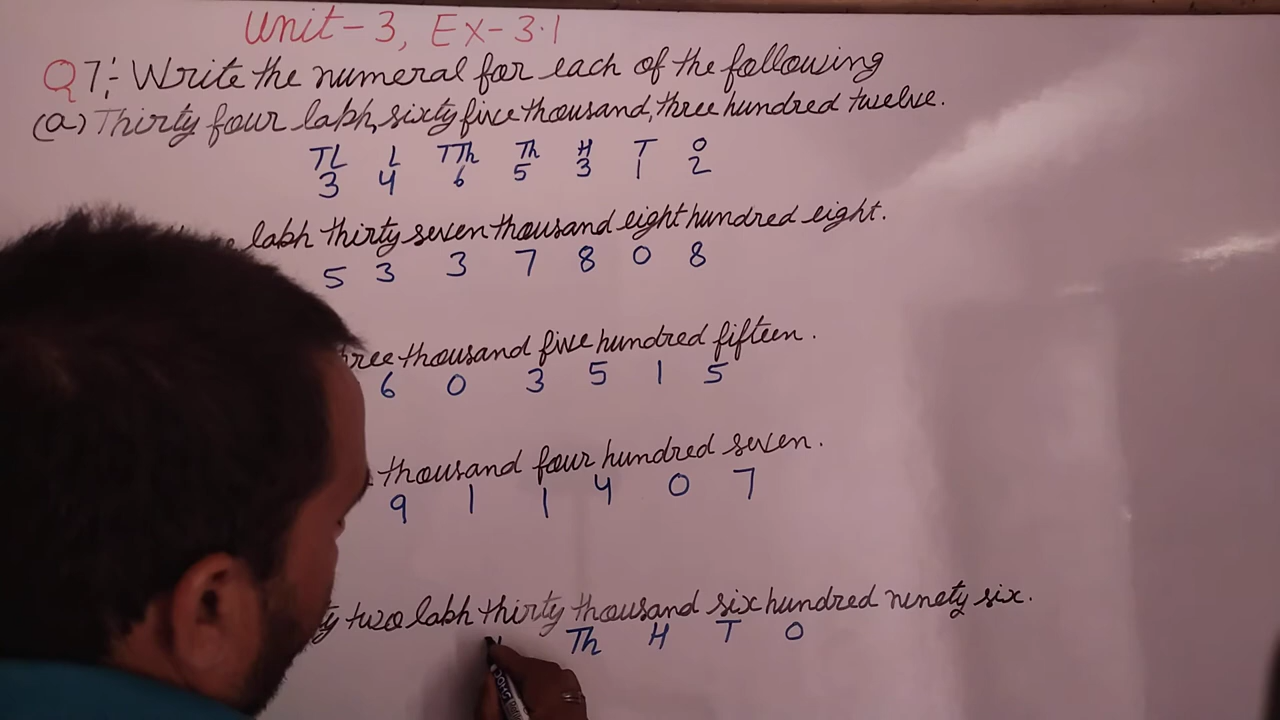 Unit-3, Ex-3.1
Q7:- Write the numeral for each of the following
(a) Thirty four lakh, sixty five thousand, three hundred twelve.
TL L TTh Th H T O
3 4 6 5 3 1 2
lakh thirty seven thousand eight hundred eight.
5 3 3 7 8 0 8
thousand five hundred fifteen.
6 0 3 5 1 5
thousand four hundred seven.
9 1 1 4 0 7
two lakh thirty thousand six hundred ninety six.
Th H T O